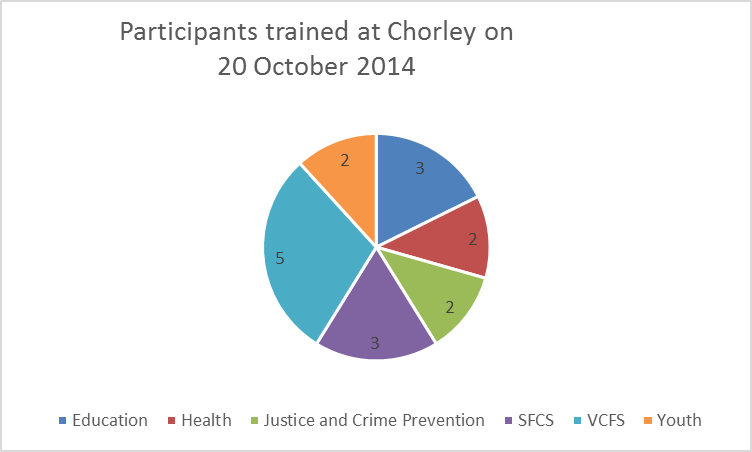 Participants trained at Chorley on
20 October 2014
2
3
2
5
2
3
Education Health Justice and Crime Prevention SFCS VCFS Youth